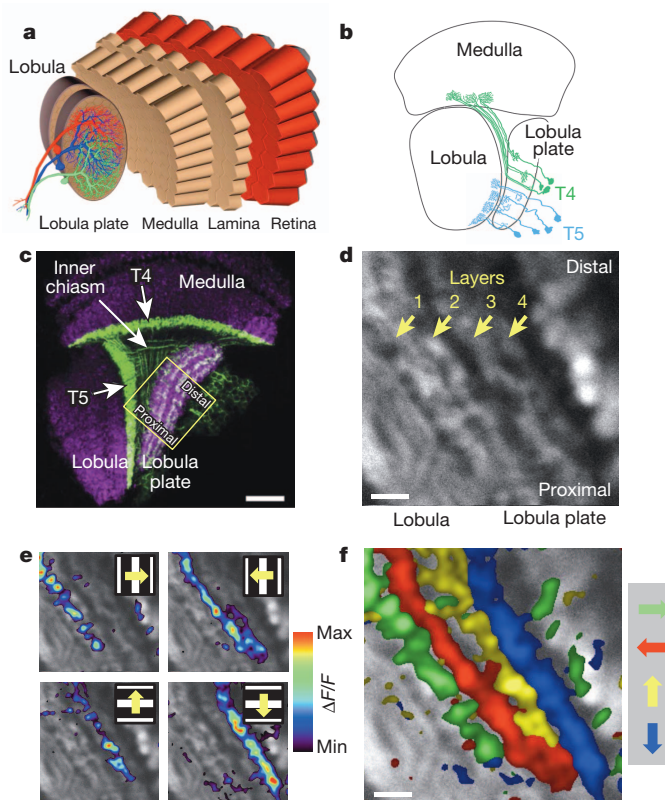 a
Lobula
Lobula plate Medulla Lamina Retina
b
Medulla
Lobula
Lobula
plate
T4
T5
c
Inner
chiasm
T4
Medulla
T5
Distal
Proximal
Lobula
Lobula
plate
d
Distal
Layers
1 2 3 4
Proximal
Lobula Lobula plate
e
Max
ΔF/F
Min
f